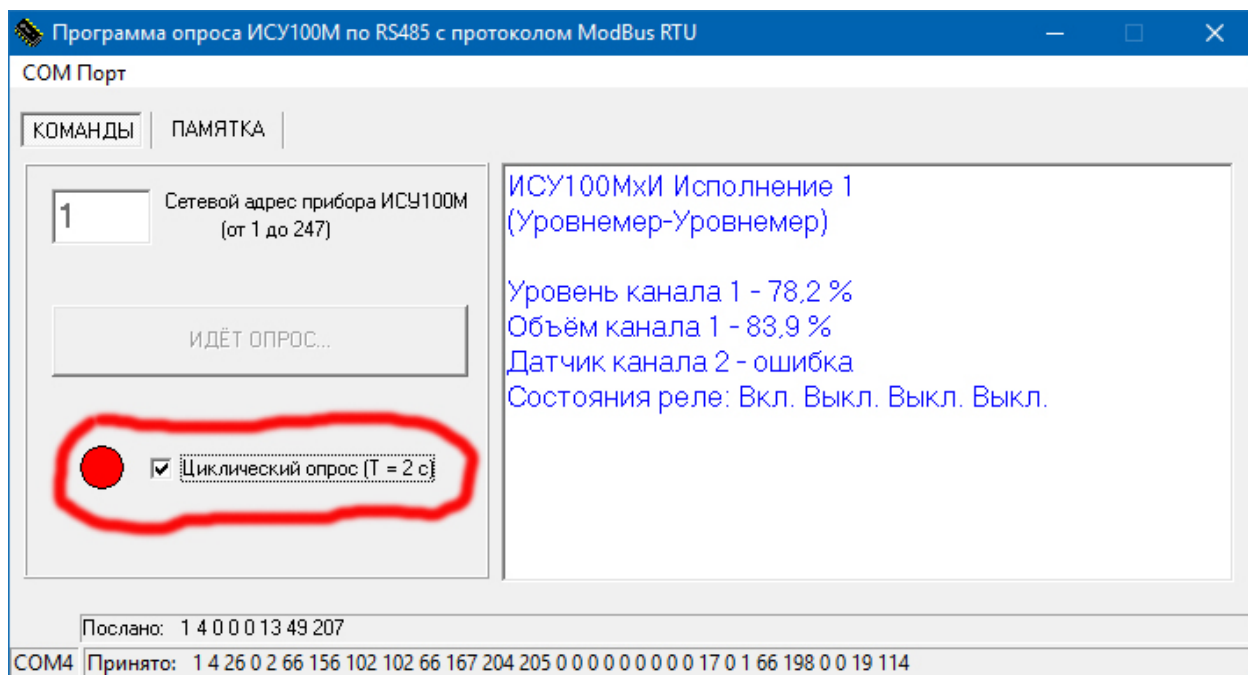 Программа опроса ИСУ100М по RS485 с протоколом ModBus RTU
COM Порт
КОМАНДЫ ПАМЯТКА
1
Сетевой адрес прибора ИСУ100М
(от 1 до 247)
ИДЁТ ОПРОС...
Циклический опрос (T = 2 с)
ИСУ100МхИ Исполнение 1
(Уровнемер-Уровнемер)
Уровень канала 1 - 78,2 %
Объём канала 1 - 83,9 %
Датчик канала 2 - ошибка
Состояния реле: Вкл. Выкл. Выкл. Выкл.
Послано: 1 4 0 0 0 13 49 207
COM4 Принято: 1 4 26 0 2 66 156 102 102 66 167 204 205 0 0 0 0 0 0 0 0 0 17 0 1 66 198 0 0 19 114